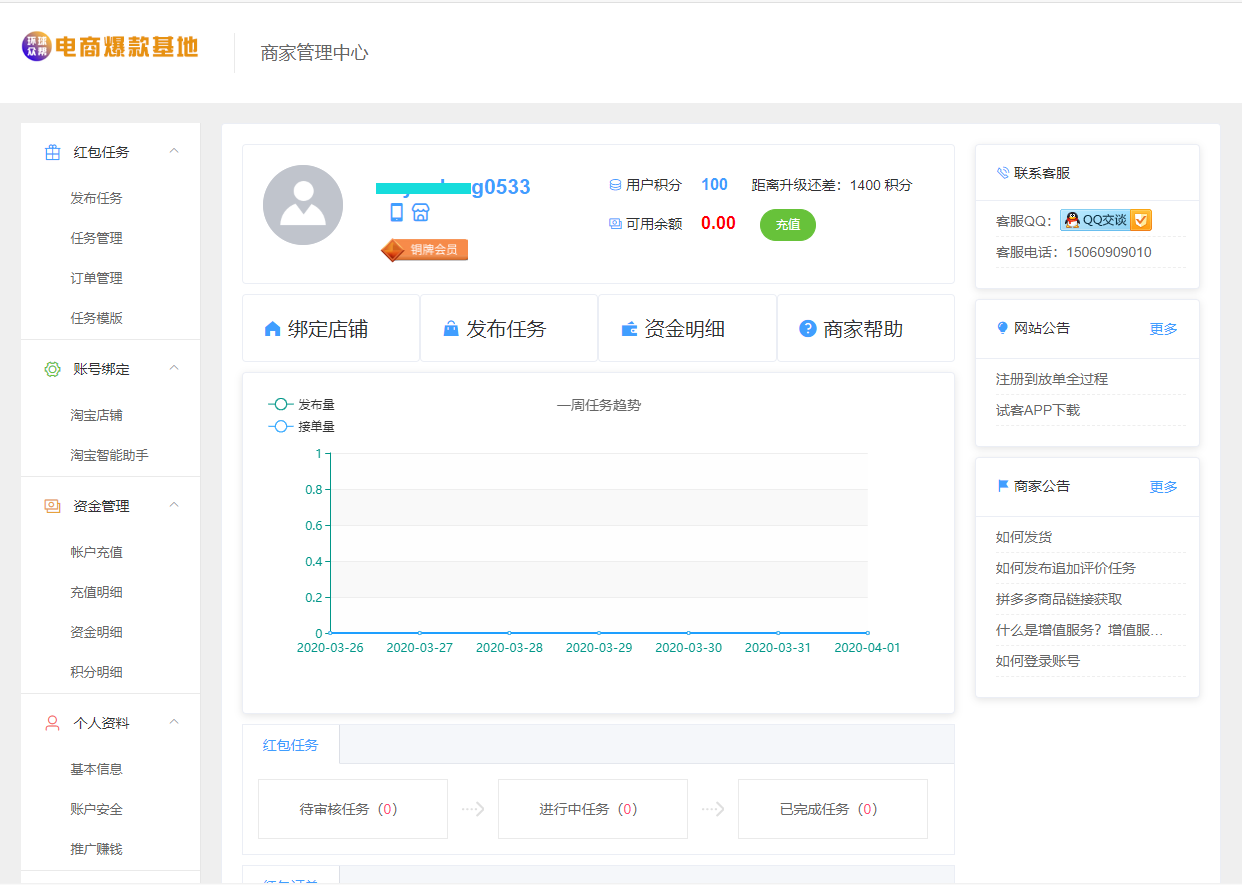 环球众帮 电商爆款基地
商家管理中心
红包任务
发布任务
任务管理
订单管理
任务模版
账号绑定
淘宝店铺
淘宝智能助手
资金管理
帐户充值
充值明细
资金明细
积分明细
个人资料
基本信息
账户安全
推广赚钱
g0533
铜牌会员
用户积分 100 距离升级还差：1400 积分
可用余额 0.00 充值
绑定店铺 发布任务 资金明细 商家帮助
一周任务趋势
发布量
接单量
1
0.8
0.6
0.4
0.2
0
2020-03-26 2020-03-27 2020-03-28 2020-03-29 2020-03-30 2020-03-31 2020-04-01
红包任务
待审核任务（0） 进行中任务（0） 已完成任务（0）
红包订单
联系客服
客服QQ： QQ交谈
客服电话：15060909010
网站公告 更多
注册到放单全过程
试客APP下载
商家公告 更多
如何发货
如何发布追加评价任务
拼多多商品链接获取
什么是增值服务？增值服...
如何登录账号